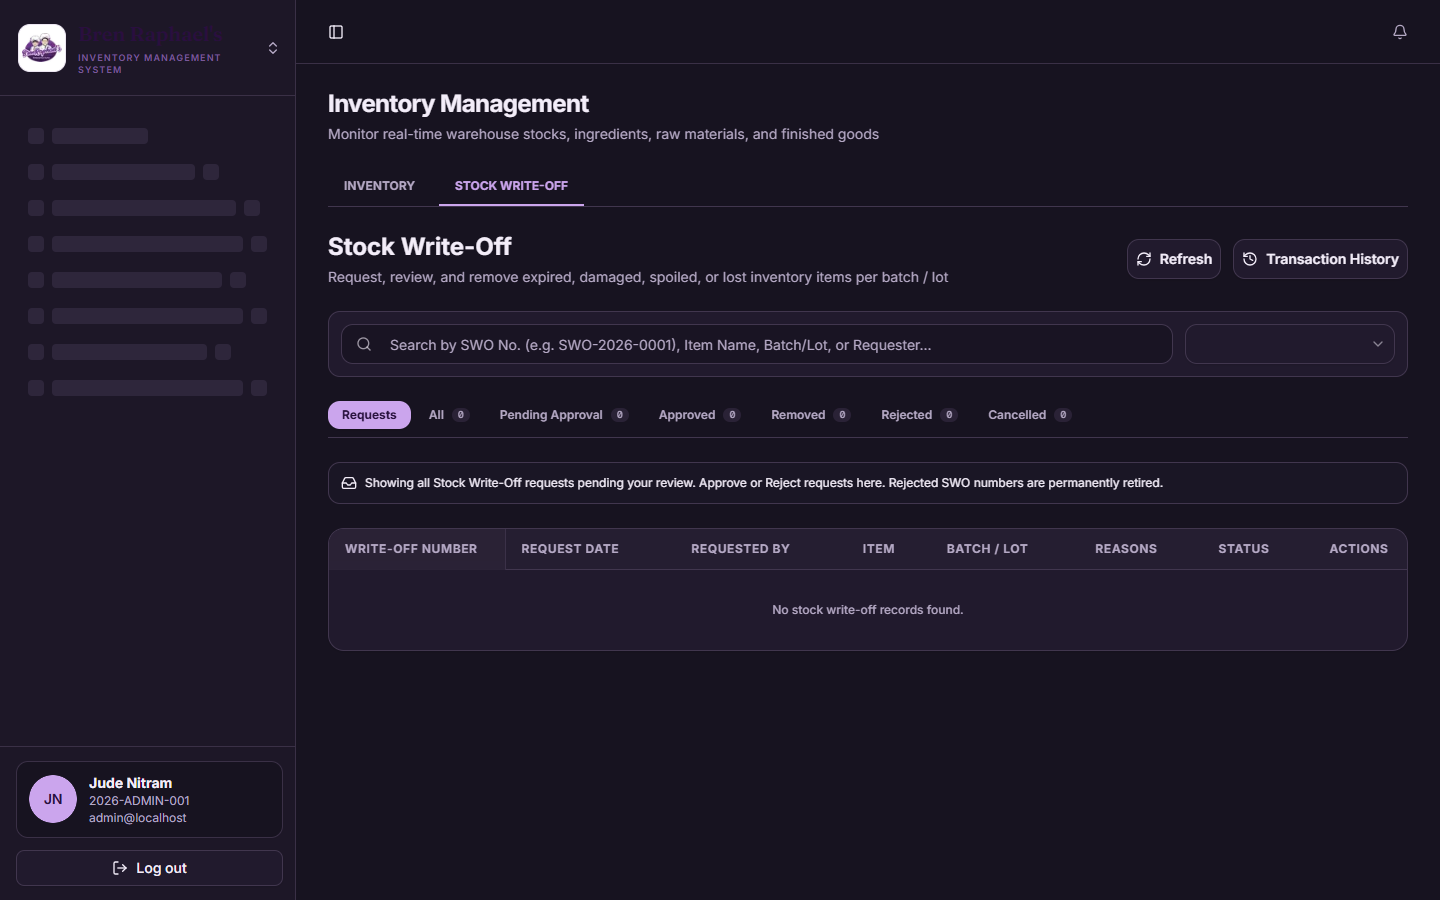 INVENTORY MANAGEMENT
SYSTEM
Inventory Management
Monitor real-time warehouse stocks, ingredients, raw materials, and finished goods
INVENTORY
STOCK WRITE-OFF
Stock Write-Off
Request, review, and remove expired, damaged, spoiled, or lost inventory items per batch / lot
Refresh
Transaction History
Search by SWO No. (e.g. SWO-2026-0001), Item Name, Batch/Lot, or Requester...
Requests
All 0
Pending Approval 0
Approved 0
Removed 0
Rejected 0
Cancelled 0
Showing all Stock Write-Off requests pending your review. Approve or Reject requests here. Rejected SWO numbers are permanently retired.
WRITE-OFF NUMBER REQUEST DATE REQUESTED BY ITEM BATCH / LOT REASONS STATUS ACTIONS
No stock write-off records found.
JN
Jude Nitram
2026-ADMIN-001
admin@localhost
Log out